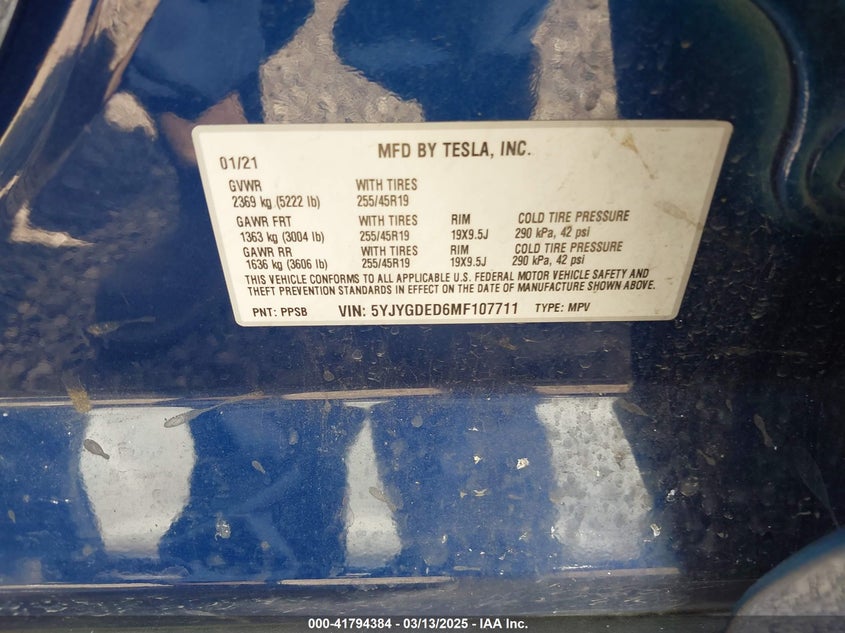 MFD BY TESLA, INC.
01/21
GVWR WITH TIRES
2369 kg (5222 lb) 255/45R19
GAWR FRT WITH TIRES RIM COLD TIRE PRESSURE
1363 kg (3004 lb) 255/45R19 19X9.5J 290 kPa, 42 psi
GAWR RR WITH TIRES RIM COLD TIRE PRESSURE
1636 kg (3606 lb) 255/45R19 19X9.5J 290 kPa, 42 psi
THIS VEHICLE CONFORMS TO ALL APPLICABLE U.S. FEDERAL MOTOR VEHICLE SAFETY AND
THEFT PREVENTION STANDARDS IN EFFECT ON THE DATE OF MANUFACTURE SHOWN ABOVE.
PNT: PPSB VIN: 5YJYGDED6MF107711 TYPE: MPV
000-41794384 / 03/13/2025 / IAA Inc.